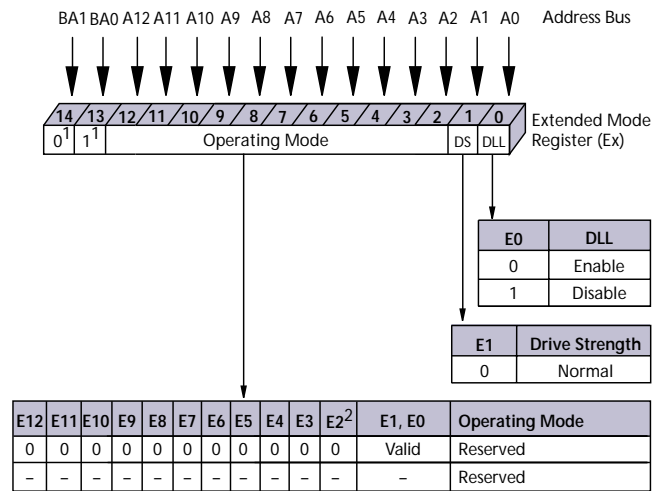 BA1 BA0 A12 A11 A10 A9 A8 A7 A6 A5 A4 A3 A2 A1 A0 Address Bus
14 13 12 11 10 9 8 7 6 5 4 3 2 1 0
Extended Mode
Register (Ex)
0¹ 1¹ Operating Mode DS DLL
E0 DLL
0 Enable
1 Disable
E1 Drive Strength
0 Normal
E12 E11 E10 E9 E8 E7 E6 E5 E4 E3 E2² E1, E0 Operating Mode
0 0 0 0 0 0 0 0 0 0 0 Valid Reserved
– – – – – – – – – – – – Reserved